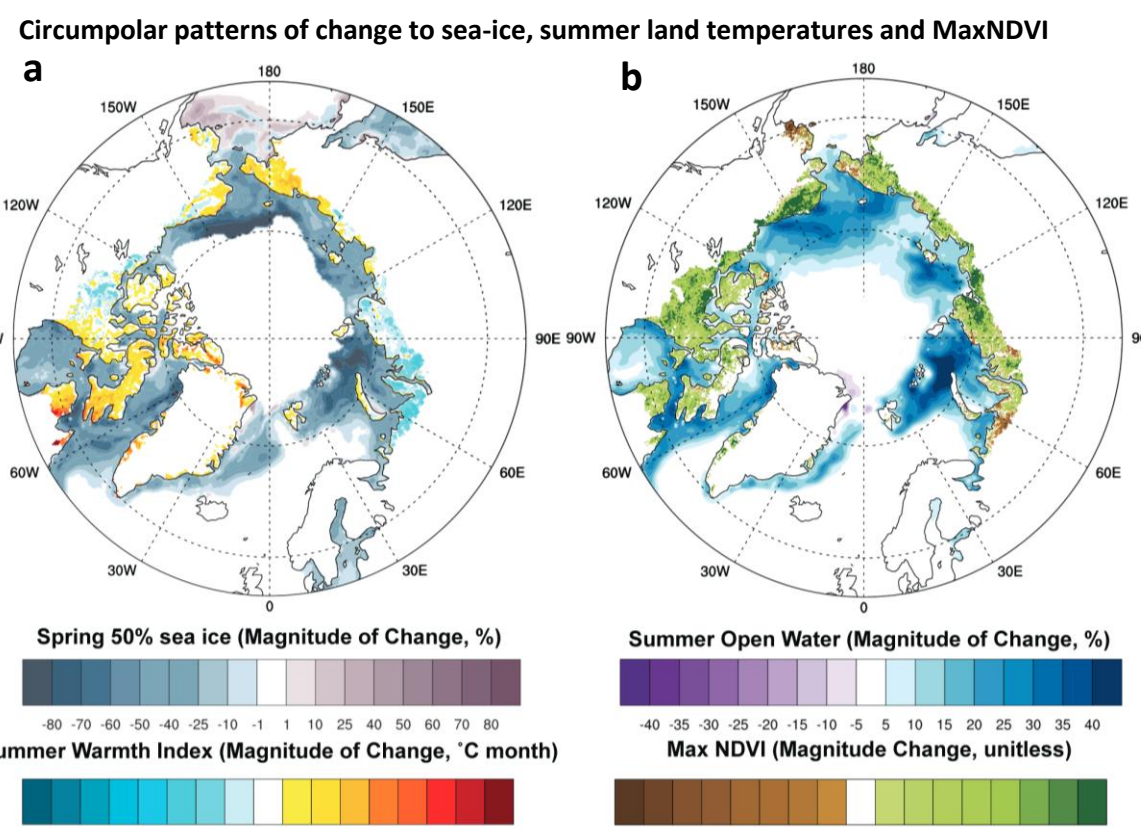 Circumpolar patterns of change to sea-ice, summer land temperatures and MaxNDVI
a
b
180
150W
150E
120W
120E
90E
60W
60E
30W
30E
0
180
150W
150E
120W
120E
90W
60W
60E
30W
30E
0
Spring 50% sea ice (Magnitude of Change, %)
-80 -70 -60 -50 -40 -25 -10 -1 1 10 25 40 50 60 70 80
ummer Warmth Index (Magnitude of Change, °C month)
Summer Open Water (Magnitude of Change, %)
-40 -35 -30 -25 -20 -15 -10 -5 5 10 15 20 25 30 35 40
Max NDVI (Magnitude Change, unitless)